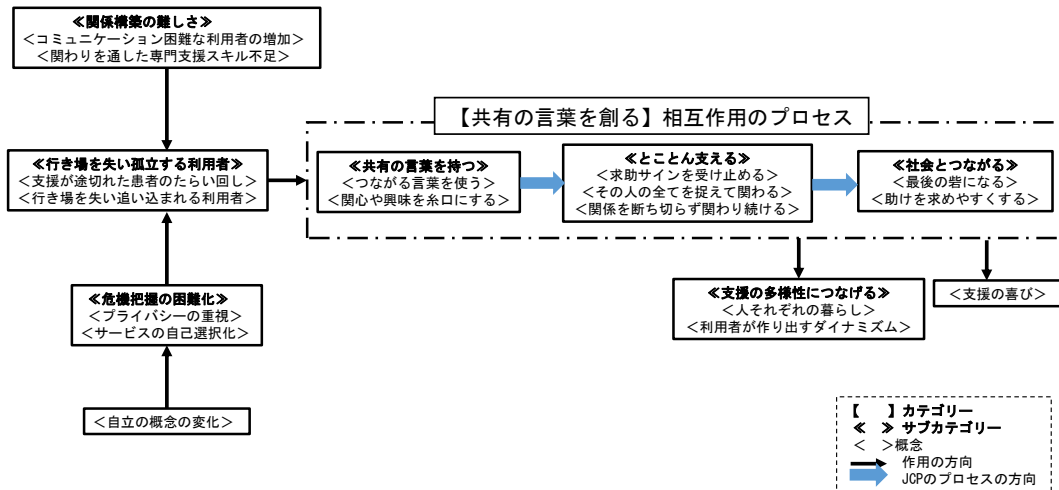 ≪関係構築の難しさ≫
＜コミュニケーション困難な利用者の増加＞
＜関わりを通した専門支援スキル不足＞
【共有の言葉を創る】相互作用のプロセス
≪行き場を失い孤立する利用者≫
＜支援が途切れた患者のたらい回し＞
＜行き場を失い追い込まれる利用者＞
≪共有の言葉を持つ≫
＜つながる言葉を使う＞
＜関心や興味を糸口にする＞
≪とことん支える≫
＜求助サインを受け止める＞
＜その人の全てを捉えて関わる＞
＜関係を断ち切らず関わり続ける＞
≪社会とつながる≫
＜最後の砦になる＞
＜助けを求めやすくする＞
≪危機把握の困難化≫
＜プライバシーの重視＞
＜サービスの自己選択化＞
≪支援の多様性につなげる≫
＜人それぞれの暮らし＞
＜利用者が作り出すダイナミズム＞
＜支援の喜び＞
＜自立の概念の変化＞
【　　】カテゴリー
≪　≫サブカテゴリー
＜　＞概念
作用の方向
JCPのプロセスの方向